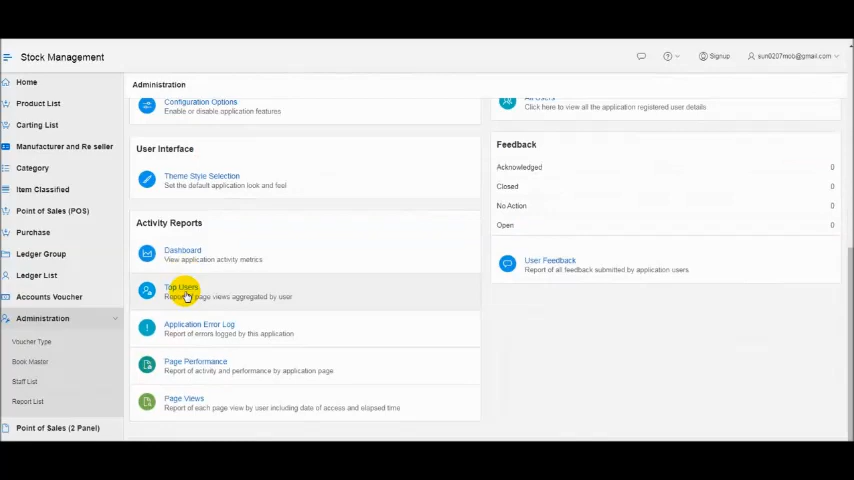 Stock Management
Signup
sun0207mob@gmail.com
Home
Product List
Carting List
Manufacturer and Re seller
Category
Item Classified
Point of Sales (POS)
Purchase
Ledger Group
Ledger List
Accounts Voucher
Administration
Voucher Type
Book Master
Staff List
Report List
Point of Sales (2 Panel)
Administration
Configuration Options
Enable or disable application features
User Interface
Theme Style Selection
Set the default application look and feel
Activity Reports
Dashboard
View application activity metrics
Top Users
Report of page views aggregated by user
Application Error Log
Report of errors logged by this application
Page Performance
Report of activity and performance by application page
Page Views
Report of each page view by user including date of access and elapsed time
All Users
Click here to view all the application registered user details
Feedback
Acknowledged 0
Closed 0
No Action 0
Open 0
User Feedback
Report of all feedback submitted by application users